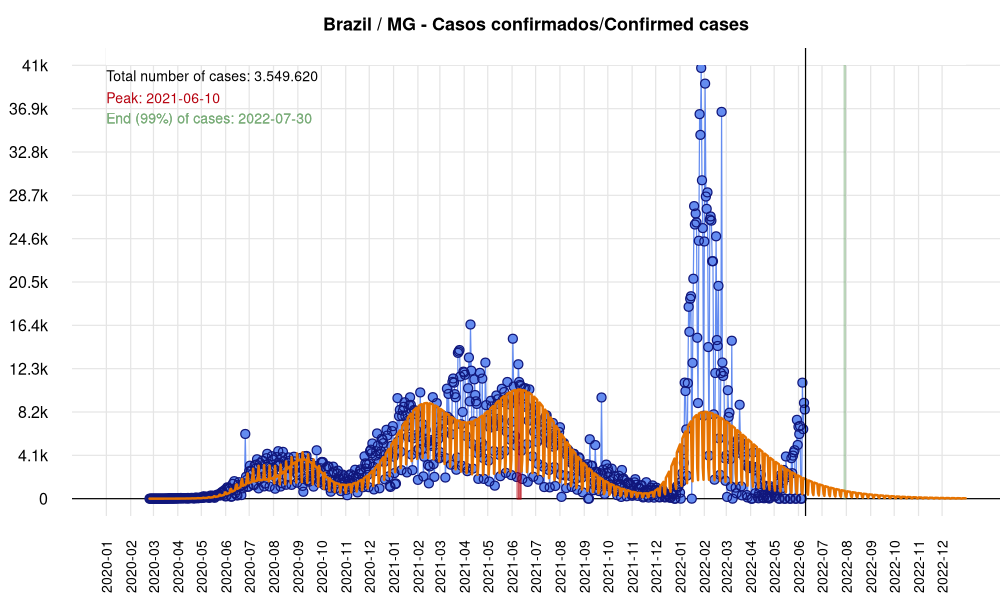 Brazil / MG - Casos confirmados/Confirmed cases
Total number of cases: 3.549.620
Peak: 2021-06-10
End (99%) of cases: 2022-07-30
41k
36.9k
32.8k
28.7k
24.6k
20.5k
16.4k
12.3k
8.2k
4.1k
0
2020-01
2020-02
2020-03
2020-04
2020-05
2020-06
2020-07
2020-08
2020-09
2020-10
2020-11
2020-12
2021-01
2021-02
2021-03
2021-04
2021-05
2021-06
2021-07
2021-08
2021-09
2021-10
2021-11
2021-12
2022-01
2022-02
2022-03
2022-04
2022-05
2022-06
2022-07
2022-08
2022-09
2022-10
2022-11
2022-12